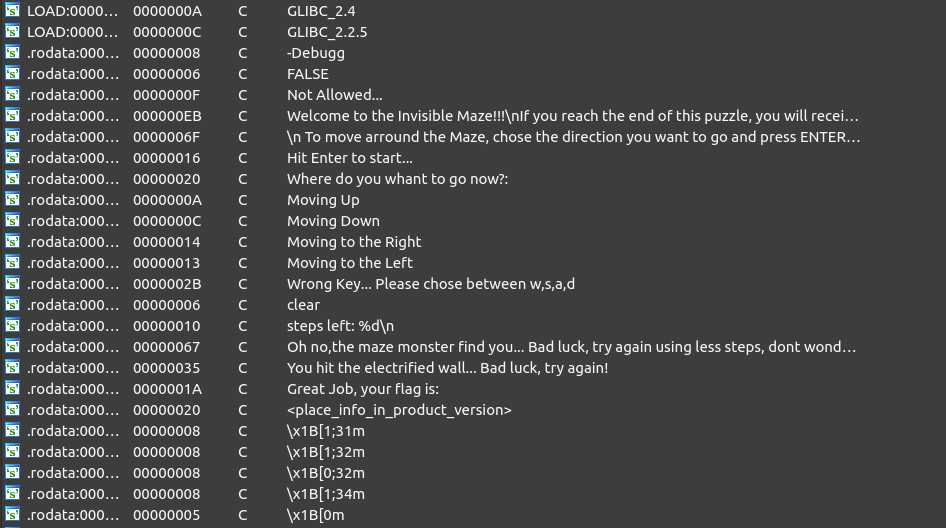 LOAD:0000… 0000000A C GLIBC_2.4
LOAD:0000… 0000000C C GLIBC_2.2.5
.rodata:000… 00000008 C -Debugg
.rodata:000… 00000006 C FALSE
.rodata:000… 0000000F C Not Allowed...
.rodata:000… 000000EB C Welcome to the Invisible Maze!!!\nIf you reach the end of this puzzle, you will recei…
.rodata:000… 0000006F C \n To move arround the Maze, chose the direction you want to go and press ENTER…
.rodata:000… 00000016 C Hit Enter to start...
.rodata:000… 00000020 C Where do you whant to go now?:
.rodata:000… 0000000A C Moving Up
.rodata:000… 0000000C C Moving Down
.rodata:000… 00000014 C Moving to the Right
.rodata:000… 00000013 C Moving to the Left
.rodata:000… 0000002B C Wrong Key... Please chose between w,s,a,d
.rodata:000… 00000006 C clear
.rodata:000… 00000010 C steps left: %d\n
.rodata:000… 00000067 C Oh no,the maze monster find you... Bad luck, try again using less steps, dont wond…
.rodata:000… 00000035 C You hit the electrified wall... Bad luck, try again!
.rodata:000… 0000001A C Great Job, your flag is:
.rodata:000… 00000020 C <place_info_in_product_version>
.rodata:000… 00000008 C \x1B[1;31m
.rodata:000… 00000008 C \x1B[1;32m
.rodata:000… 00000008 C \x1B[0;32m
.rodata:000… 00000008 C \x1B[1;34m
.rodata:000… 00000005 C \x1B[0m